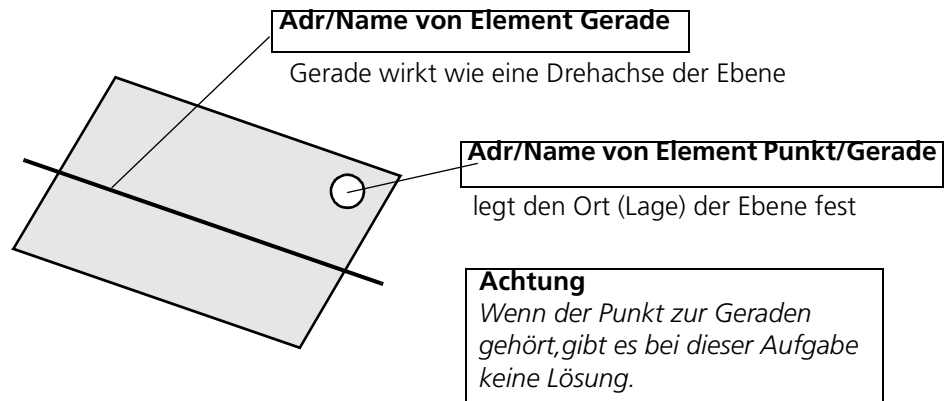 Adr/Name von Element Gerade
Gerade wirkt wie eine Drehachse der Ebene
Adr/Name von Element Punkt/Gerade
legt den Ort (Lage) der Ebene fest
Achtung
Wenn der Punkt zur Geraden
gehört,gibt es bei dieser Aufgabe
keine Lösung.